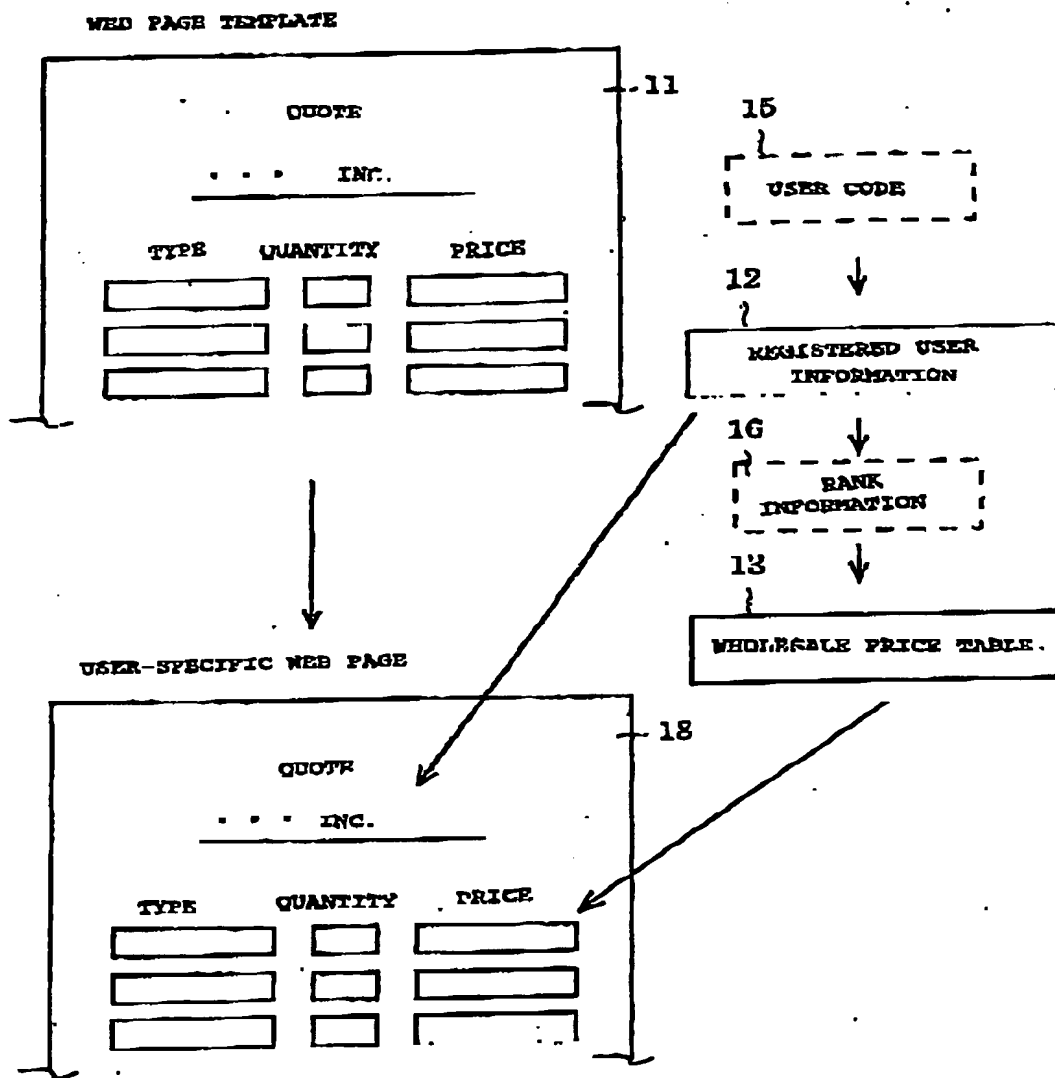 WEB PAGE TEMPLATE
11
QUOTE
. . . INC.
TYPE QUANTITY PRICE
15
USER CODE
12
REGISTERED USER
INFORMATION
16
RANK
INFORMATION
13
WHOLESALE PRICE TABLE.
USER-SPECIFIC WEB PAGE
18
QUOTE
. . . INC.
TYPE QUANTITY PRICE